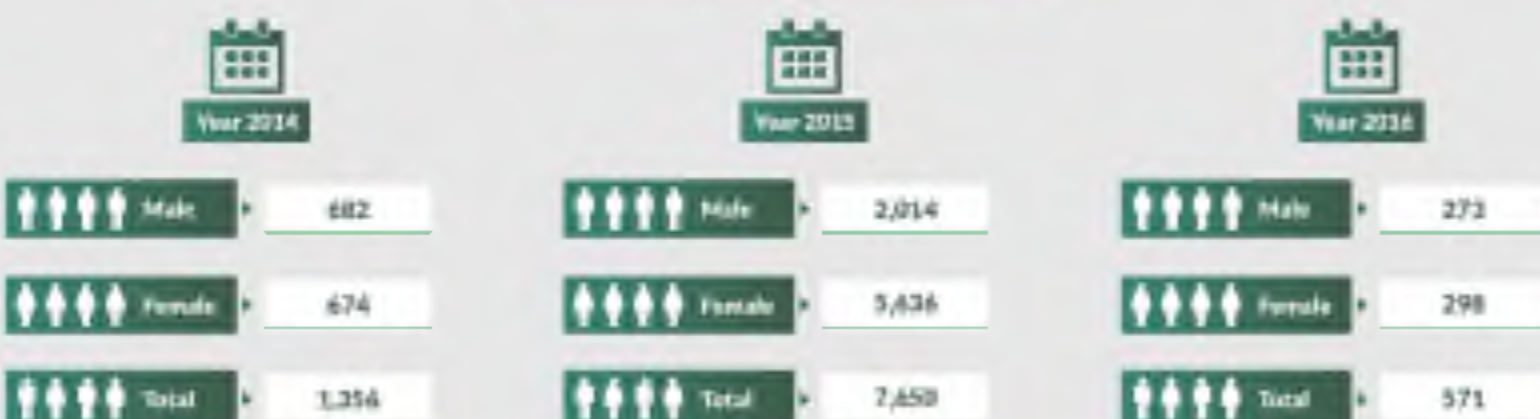 Year 2014
Male 682
Female 674
Total 1,356
Year 2015
Male 2,014
Female 5,636
Total 7,650
Year 2016
Male 273
Female 298
Total 571